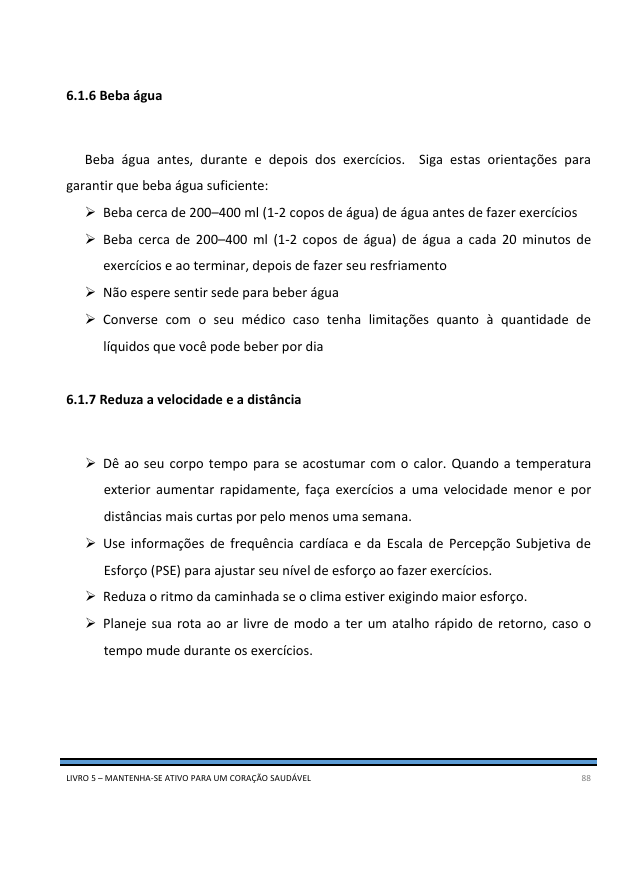 6.1.6 Beba água
Beba água antes, durante e depois dos exercícios.  Siga estas orientações para
garantir que beba água suficiente:
➢ Beba cerca de 200–400 ml (1-2 copos de água) de água antes de fazer exercícios
➢ Beba cerca de 200–400 ml (1-2 copos de água) de água a cada 20 minutos de
exercícios e ao terminar, depois de fazer seu resfriamento
➢ Não espere sentir sede para beber água
➢ Converse com o seu médico caso tenha limitações quanto à quantidade de
líquidos que você pode beber por dia
6.1.7 Reduza a velocidade e a distância
➢ Dê ao seu corpo tempo para se acostumar com o calor. Quando a temperatura
exterior aumentar rapidamente, faça exercícios a uma velocidade menor e por
distâncias mais curtas por pelo menos uma semana.
➢ Use informações de frequência cardíaca e da Escala de Percepção Subjetiva de
Esforço (PSE) para ajustar seu nível de esforço ao fazer exercícios.
➢ Reduza o ritmo da caminhada se o clima estiver exigindo maior esforço.
➢ Planeje sua rota ao ar livre de modo a ter um atalho rápido de retorno, caso o
tempo mude durante os exercícios.
LIVRO 5 – MANTENHA-SE ATIVO PARA UM CORAÇÃO SAUDÁVEL 88